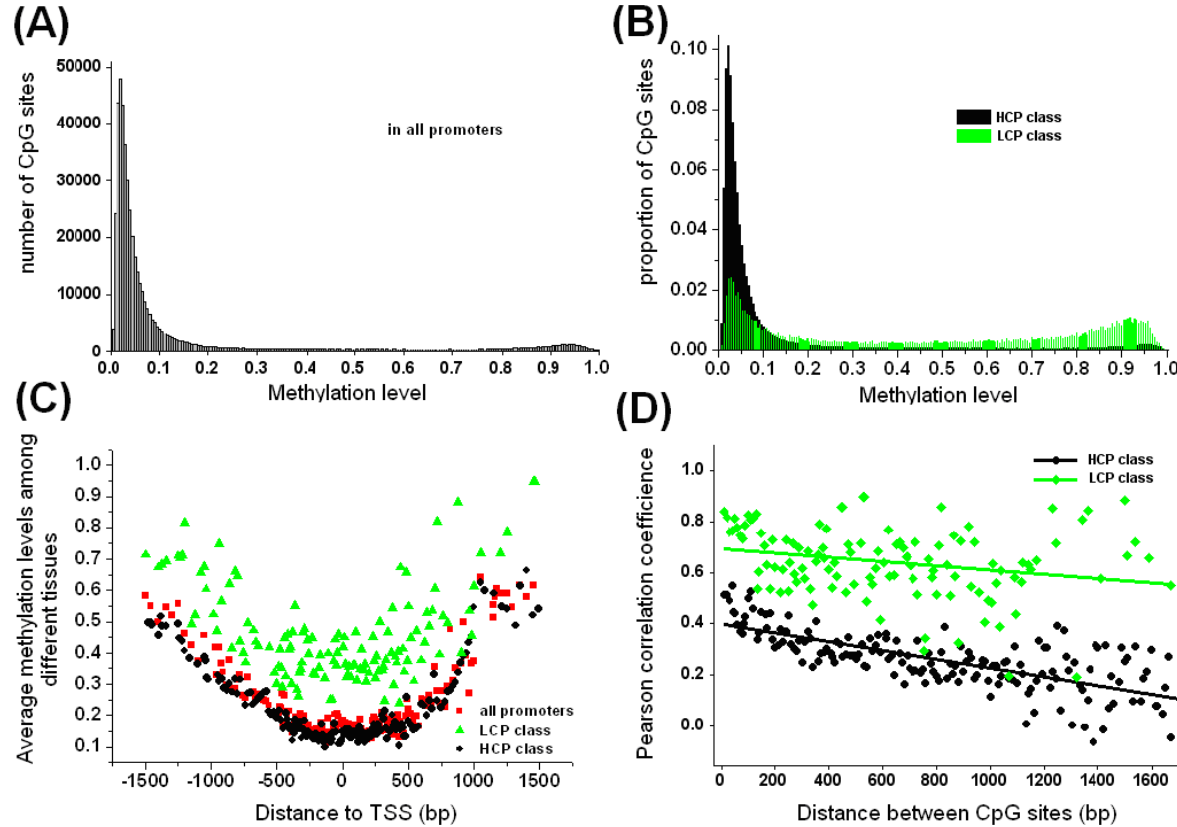 (A)
number of CpG sites
50000
40000
30000
20000
10000
0
in all promoters
0.0 0.1 0.2 0.3 0.4 0.5 0.6 0.7 0.8 0.9 1.0
Methylation level
(B)
proportion of CpG sites
0.10
0.08
0.06
0.04
0.02
0.00
HCP class
LCP class
0.0 0.1 0.2 0.3 0.4 0.5 0.6 0.7 0.8 0.9 1.0
Methylation level
(C)
Average methylation levels among
different tissues
1.0
0.9
0.8
0.7
0.6
0.5
0.4
0.3
0.2
0.1
all promoters
LCP class
HCP class
-1500 -1000 -500 0 500 1000 1500
Distance to TSS (bp)
(D)
Pearson correlation coefficience
1.0
0.8
0.6
0.4
0.2
0.0
HCP class
LCP class
0 200 400 600 800 1000 1200 1400 1600
Distance between CpG sites (bp)